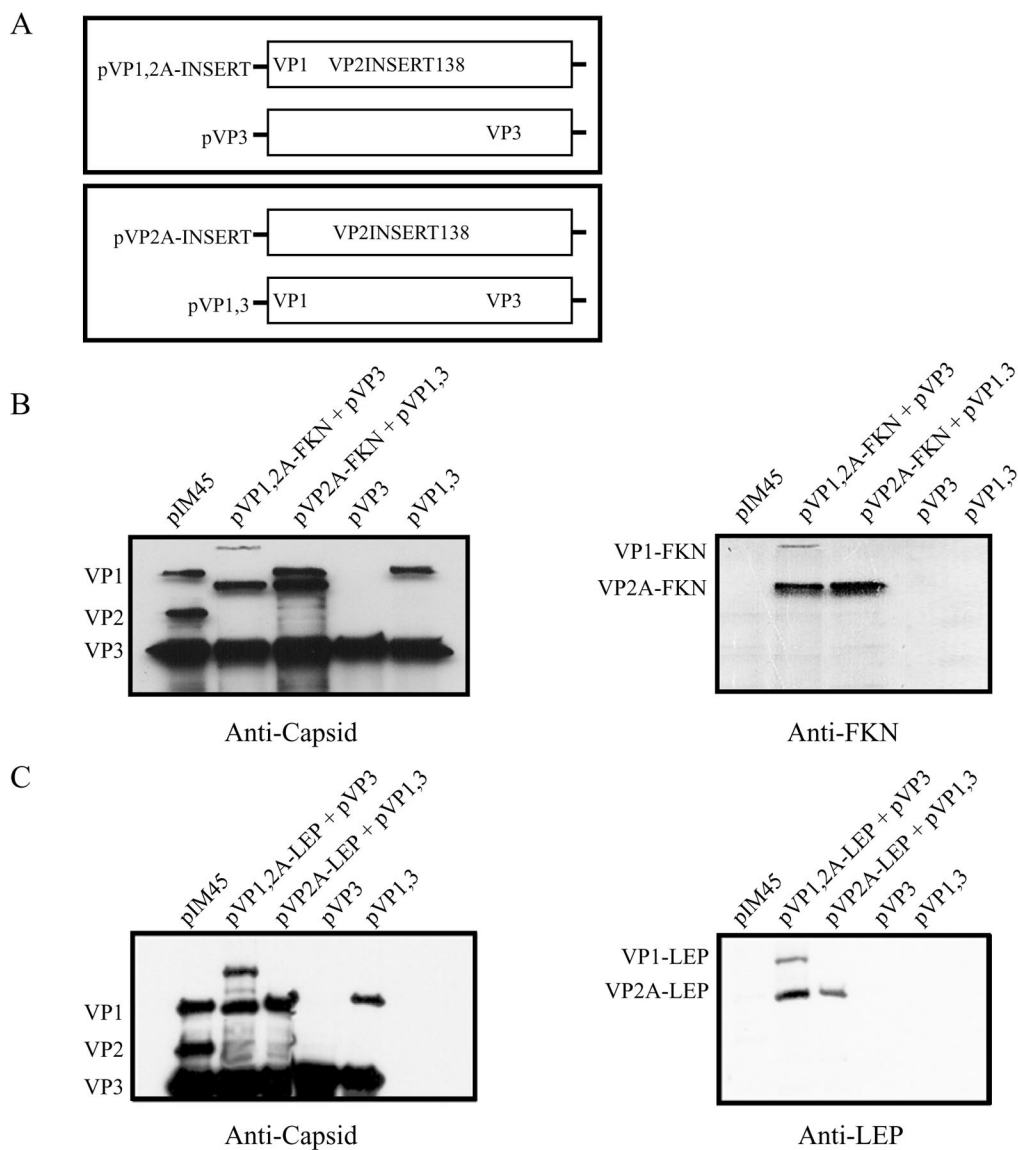 A
pVP1,2A-INSERT
VP1 VP2INSERT138
pVP3
VP3
pVP2A-INSERT
VP2INSERT138
pVP1,3
VP1 VP3
B
pIM45
pVP1,2A-FKN + pVP3
pVP2A-FKN + pVP1,3
pVP3
pVP1,3
VP1
VP2
VP3
Anti-Capsid
pIM45
pVP1,2A-FKN + pVP3
pVP2A-FKN + pVP1.3
pVP3
pVP1,3
VP1-FKN
VP2A-FKN
Anti-FKN
C
pIM45
pVP1,2A-LEP + pVP3
pVP2A-LEP + pVP1,3
pVP3
pVP1,3
VP1
VP2
VP3
Anti-Capsid
pIM45
pVP1,2A-LEP + pVP3
pVP2A-LEP + pVP1,3
pVP3
pVP1,3
VP1-LEP
VP2A-LEP
Anti-LEP